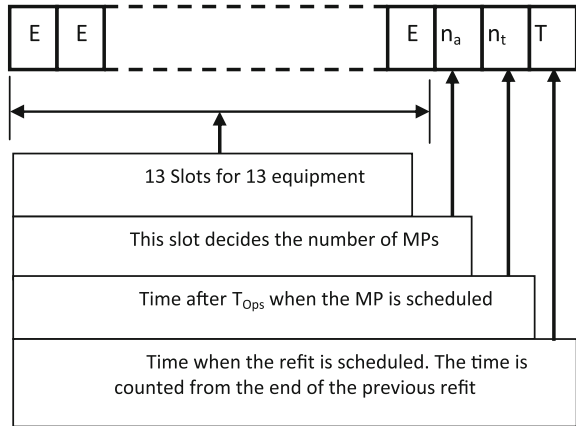 E E E nₐ nₜ T
13 Slots for 13 equipment
This slot decides the number of MPs
Time after T_Ops when the MP is scheduled
Time when the refit is scheduled. The time is
counted from the end of the previous refit